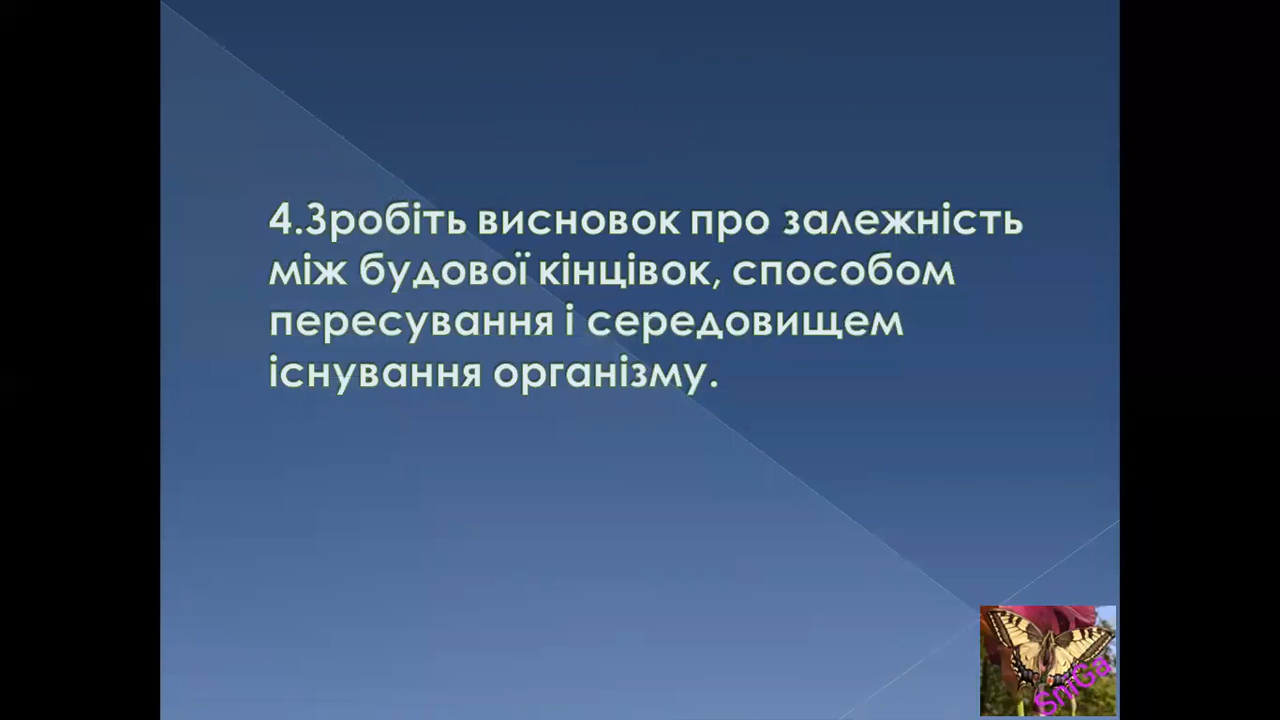 4.Зробіть висновок про залежність
між будової кінцівок, способом
пересування і середовищем
існування організму.
SniGa